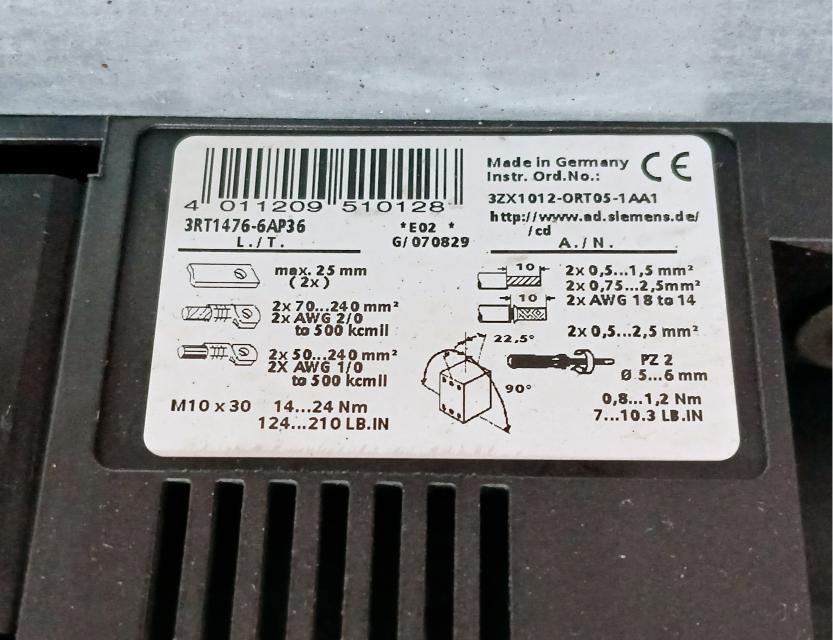 4 011209 510128
3RT1476-6AP36
*E02 *
L./T.
G/070829
Made in Germany CE
Instr. Ord.No.:
3ZX1012-0RT05-1AA1
http://www.ad.siemens.de/
/cd
A./N.
max. 25 mm
(2x)
2x 70...240 mm²
2x AWG 2/0
to 500 kcmil
2x 50...240 mm²
2X AWG 1/0
to 500 kcmil
M10 x 30 14...24 Nm
124...210 LB.IN
10
2x 0,5...1,5 mm²
2x 0,75...2,5mm²
10
2x AWG 18 to 14
2x 0,5...2,5 mm²
22,5°
90°
PZ 2
Ø 5...6 mm
0,8...1,2 Nm
7...10.3 LB.IN